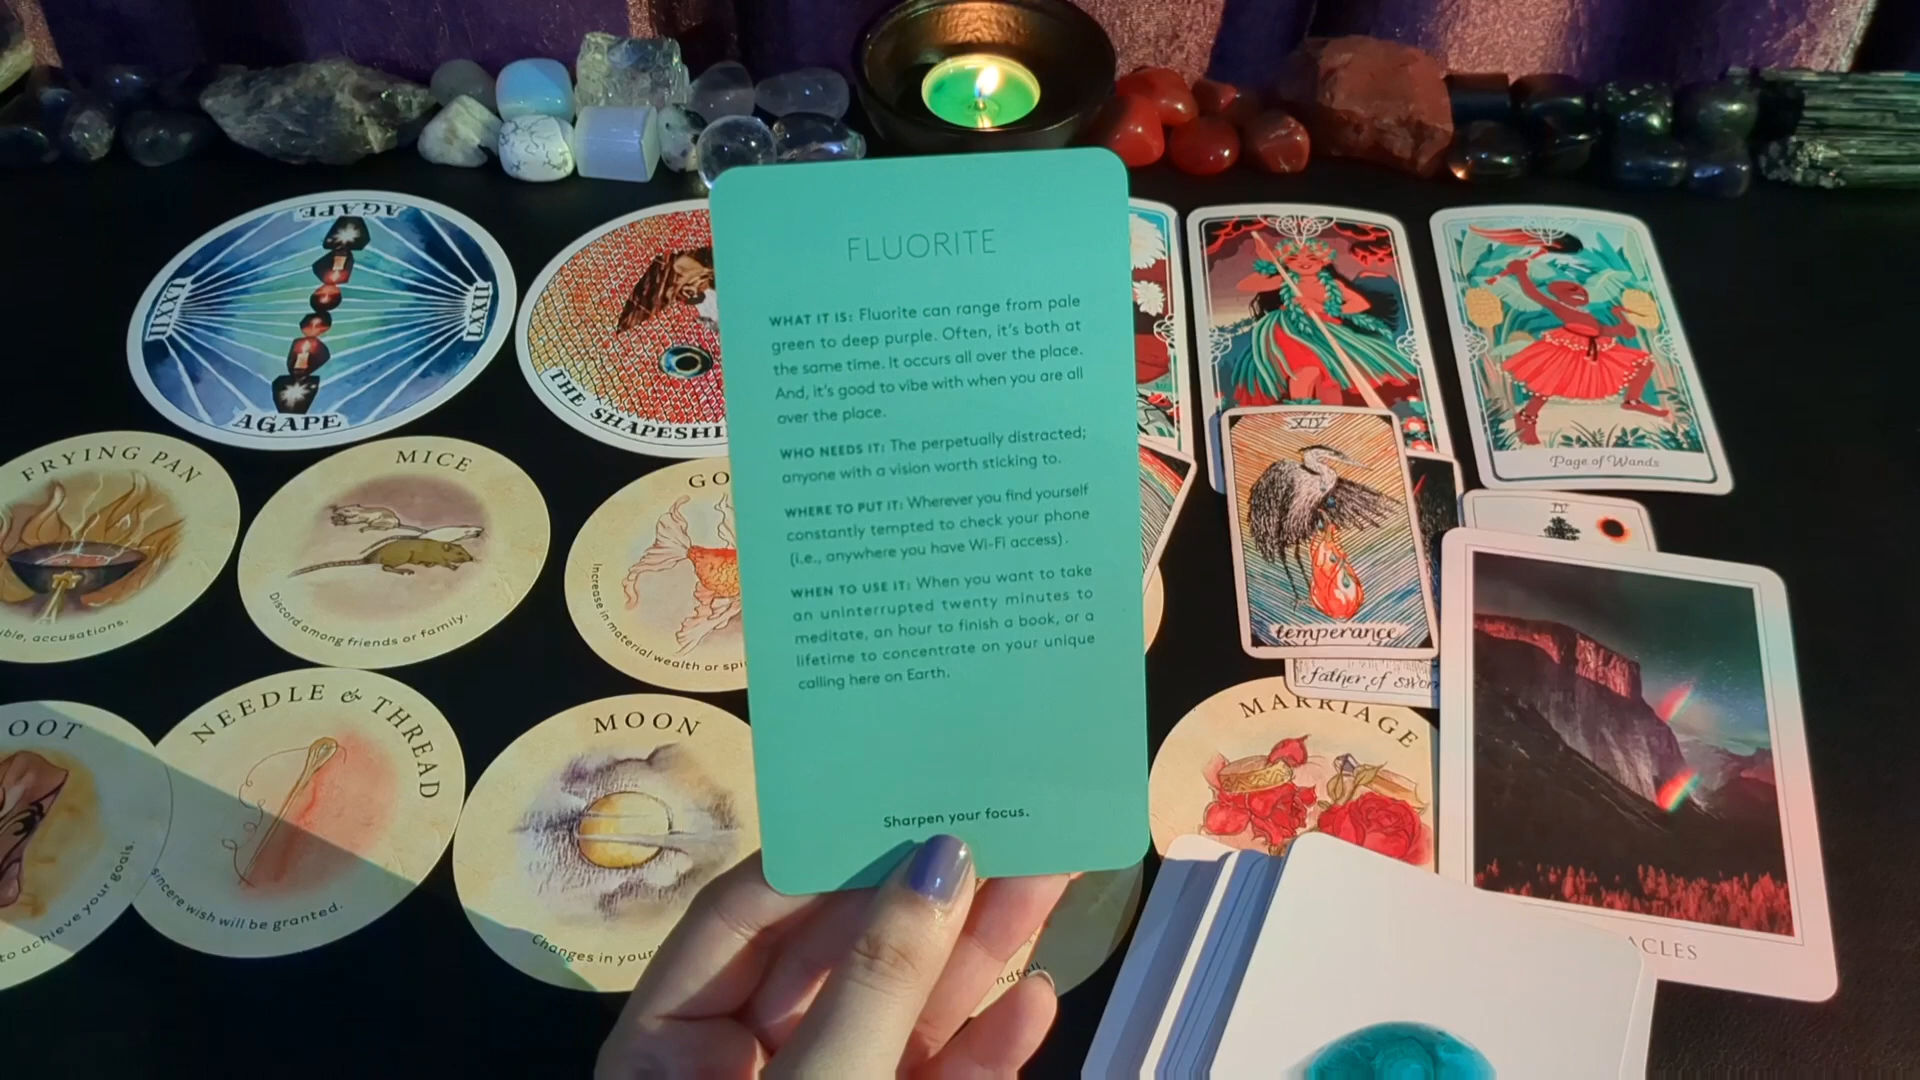 AGAPE
LXXII
LXXII
AGAPE
THE SHAPESHI
FLUORITE
WHAT IT IS: Fluorite can range from pale
green to deep purple. Often, it's both at
the same time. It occurs all over the place.
And, it's good to vibe with when you are all
over the place.
WHO NEEDS IT: The perpetually distracted;
anyone with a vision worth sticking to.
WHERE TO PUT IT: Wherever you find yourself
constantly tempted to check your phone
(i.e., anywhere you have Wi-Fi access).
WHEN TO USE IT: When you want to take
an uninterrupted twenty minutes to
meditate, an hour to finish a book, or a
lifetime to concentrate on your unique
calling here on Earth.
Sharpen your focus.
Page of Wands
FRYING PAN
ble, accusations.
MICE
Discord among friends or family.
GO
Increase in material wealth or spi
XIV
temperance
IV
father of swor
OOT
to achieve your goals.
NEEDLE & THREAD
sincere wish will be granted.
MOON
Changes in your
MARRIAGE
ndfall.
ACLES